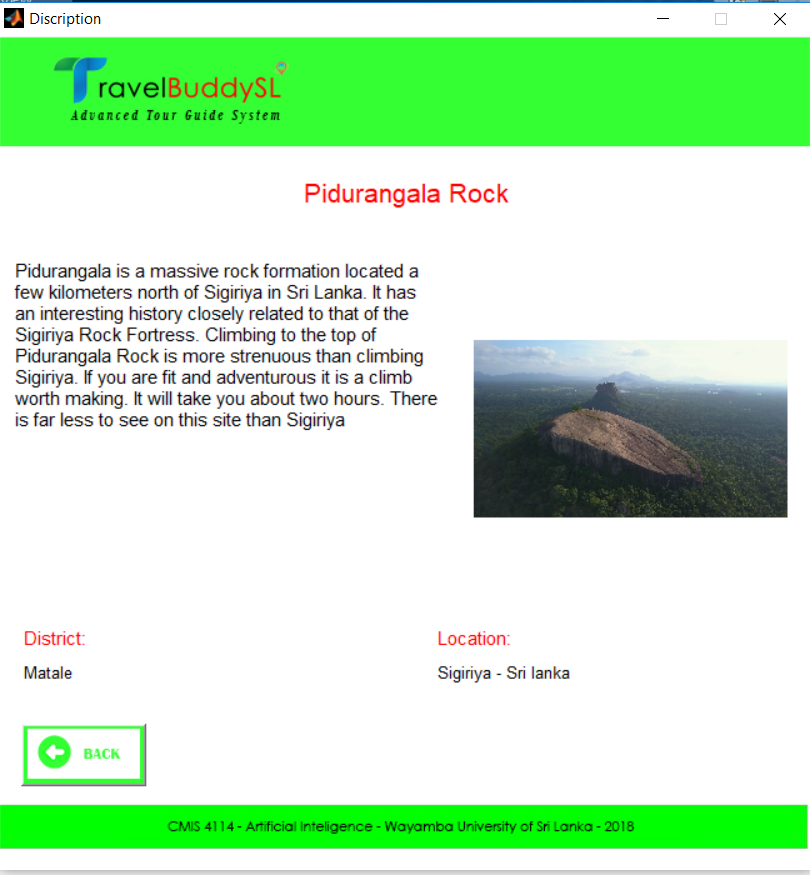 Discription
TravelBuddySL
Advanced Tour Guide System
Pidurangala Rock
Pidurangala is a massive rock formation located a
few kilometers north of Sigiriya in Sri Lanka. It has
an interesting history closely related to that of the
Sigiriya Rock Fortress. Climbing to the top of
Pidurangala Rock is more strenuous than climbing
Sigiriya. If you are fit and adventurous it is a climb
worth making. It will take you about two hours. There
is far less to see on this site than Sigiriya
District:
Matale
Location:
Sigiriya - Sri lanka
BACK
CMIS 4114 - Artificial Inteligence - Wayamba University of Sri Lanka - 2018